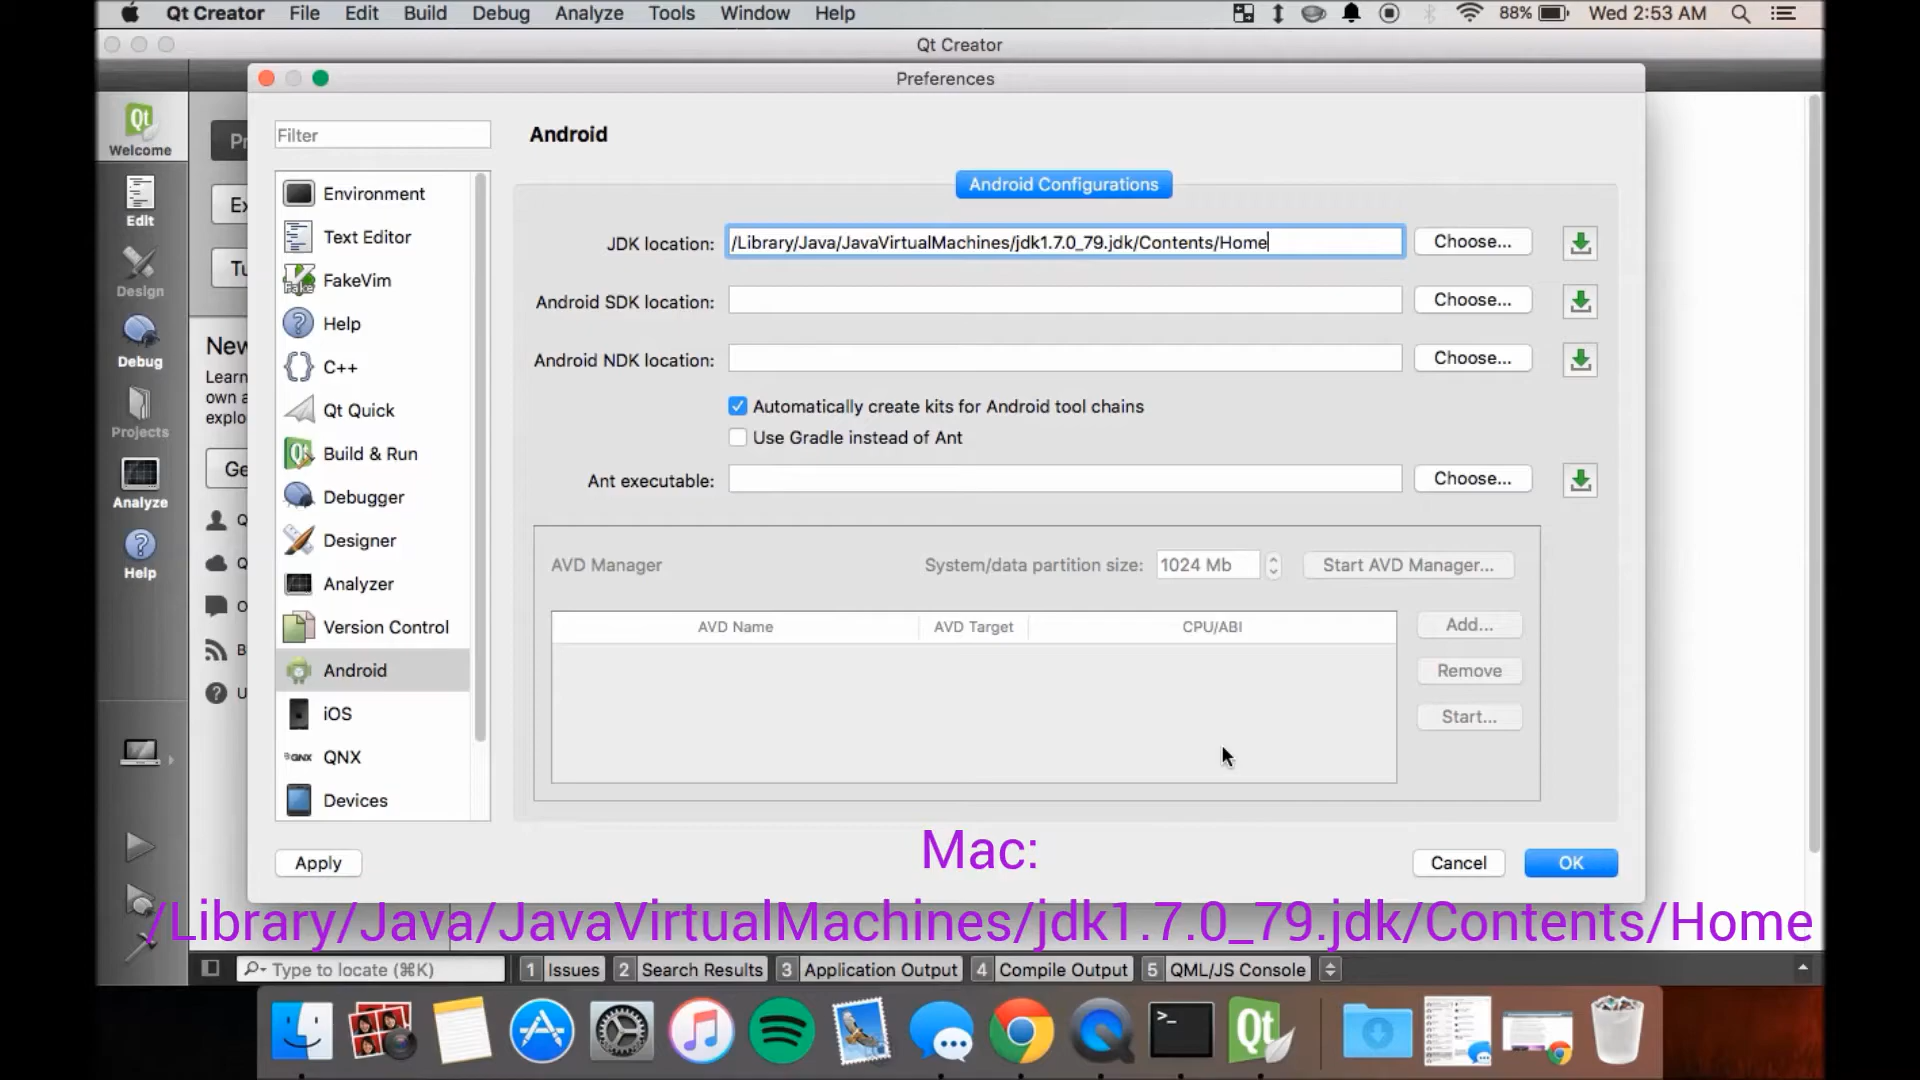 Qt Creator File Edit Build Debug Analyze Tools Window Help 88% Wed 2:53 AM
Qt Creator
Preferences
Qt
Welcome
Edit
Design
Debug
Projects
Analyze
Help
New
Learn
own a
explo
Filter
Environment
Text Editor
FakeVim
Help
C++
Qt Quick
Build & Run
Debugger
Designer
Analyzer
Version Control
Android
iOS
QNX
Devices
Android
Android Configurations
JDK location: /Library/Java/JavaVirtualMachines/jdk1.7.0_79.jdk/Contents/Home Choose...
Android SDK location: Choose...
Android NDK location: Choose...
Automatically create kits for Android tool chains
Use Gradle instead of Ant
Ant executable: Choose...
AVD Manager System/data partition size: 1024 Mb Start AVD Manager...
AVD Name AVD Target CPU/ABI
Add...
Remove
Start...
Apply Cancel OK
Mac:
/Library/Java/JavaVirtualMachines/jdk1.7.0_79.jdk/Contents/Home
Type to locate (⌘K) 1 Issues 2 Search Results 3 Application Output 4 Compile Output 5 QML/JS Console
Qt